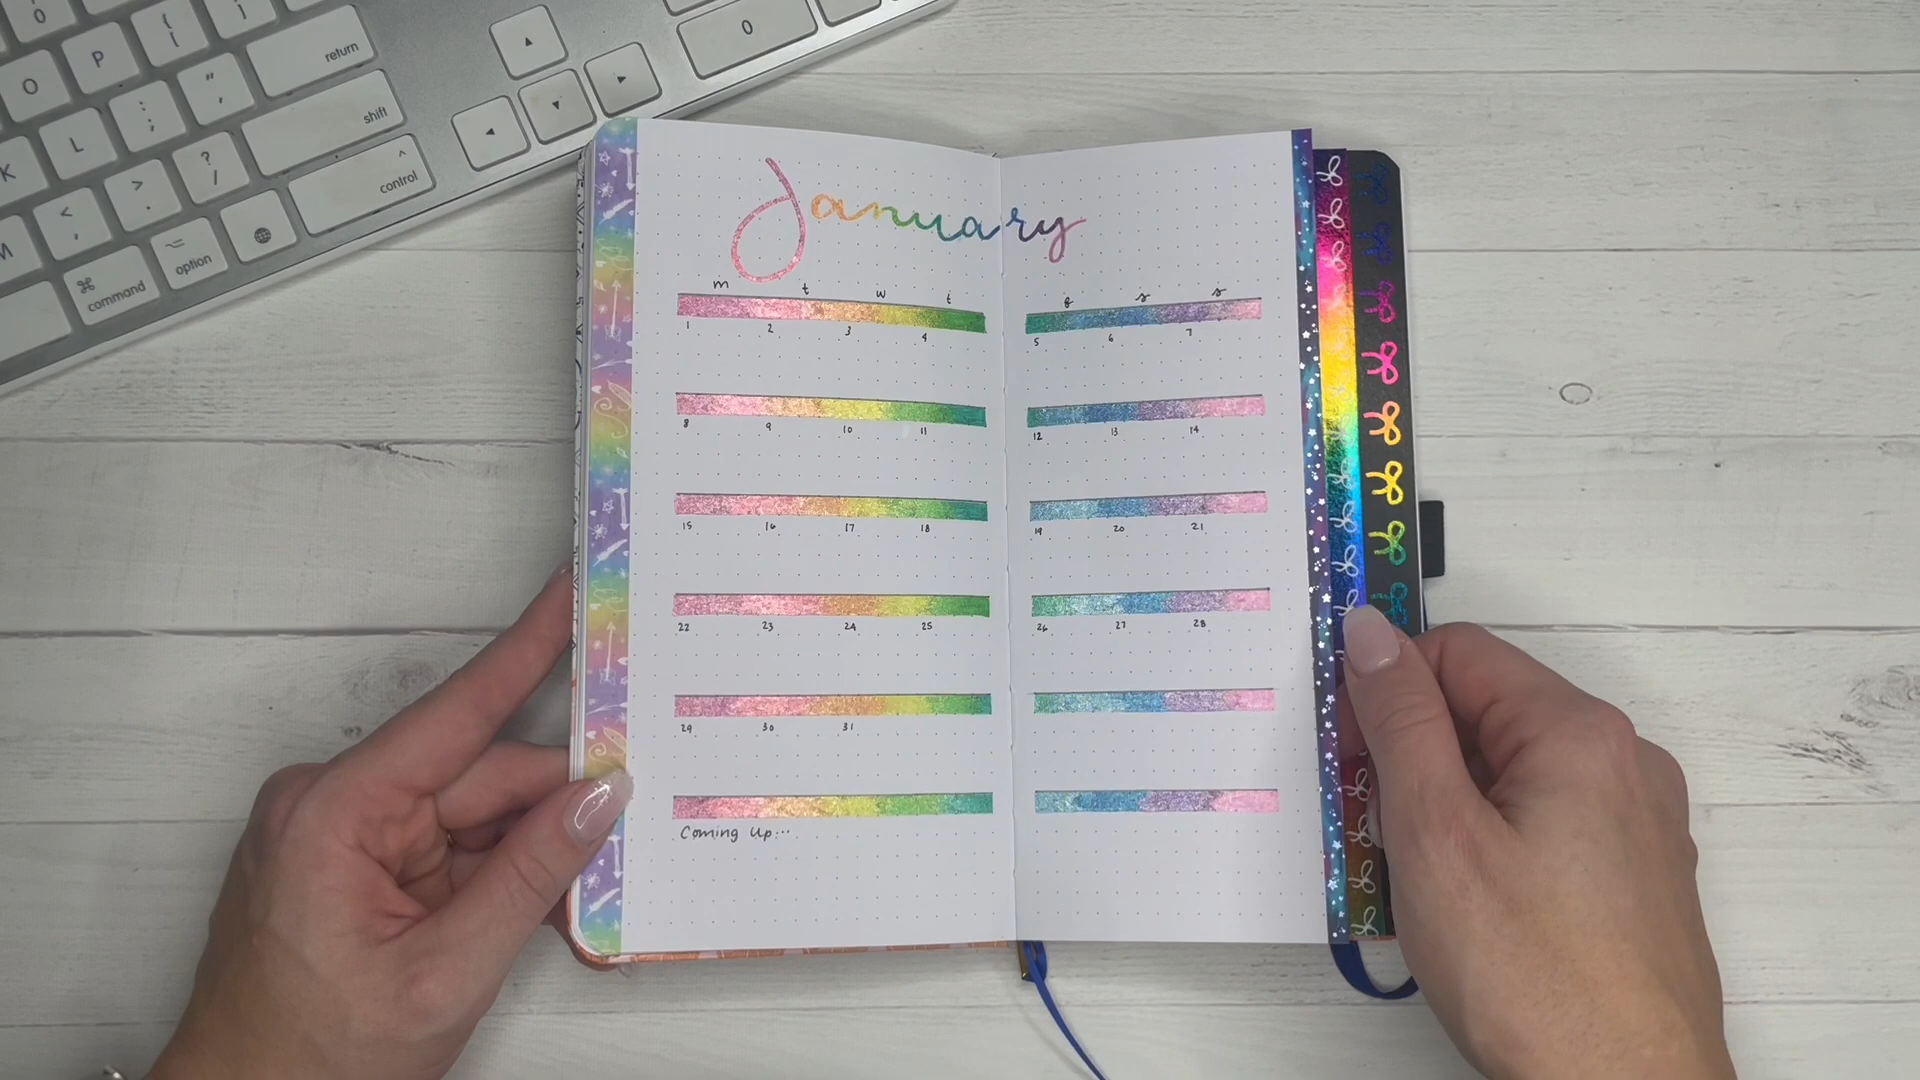 return
shift
control
option
command
O
P
{
[
"
'
K
L
:
;
M
<
,
>
.
?
/
0
January
m t w t f s s
1 2 3 4 5 6 7
8 9 10 11 12 13 14
15 16 17 18 19 20 21
22 23 24 25 26 27 28
29 30 31
Coming Up...